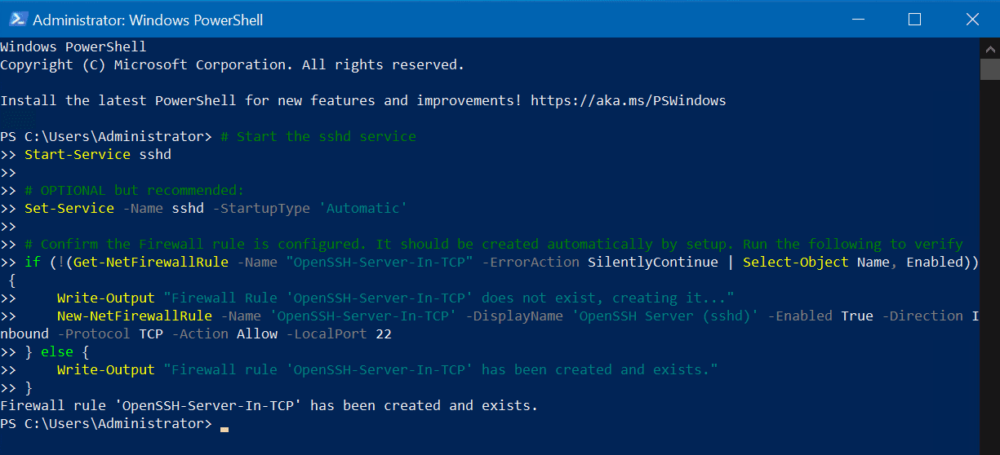 Administrator: Windows PowerShell
Windows PowerShell
Copyright (C) Microsoft Corporation. All rights reserved.
Install the latest PowerShell for new features and improvements! https://aka.ms/PSWindows
PS C:\Users\Administrator> # Start the sshd service
>> Start-Service sshd
>>
>> # OPTIONAL but recommended:
>> Set-Service -Name sshd -StartupType 'Automatic'
>>
>> # Confirm the Firewall rule is configured. It should be created automatically by setup. Run the following to verify
>> if (!(Get-NetFirewallRule -Name "OpenSSH-Server-In-TCP" -ErrorAction SilentlyContinue | Select-Object Name, Enabled))
 {
>>     Write-Output "Firewall Rule 'OpenSSH-Server-In-TCP' does not exist, creating it..."
>>     New-NetFirewallRule -Name 'OpenSSH-Server-In-TCP' -DisplayName 'OpenSSH Server (sshd)' -Enabled True -Direction I
nbound -Protocol TCP -Action Allow -LocalPort 22
>> } else {
>>     Write-Output "Firewall rule 'OpenSSH-Server-In-TCP' has been created and exists."
>> }
Firewall rule 'OpenSSH-Server-In-TCP' has been created and exists.
PS C:\Users\Administrator>